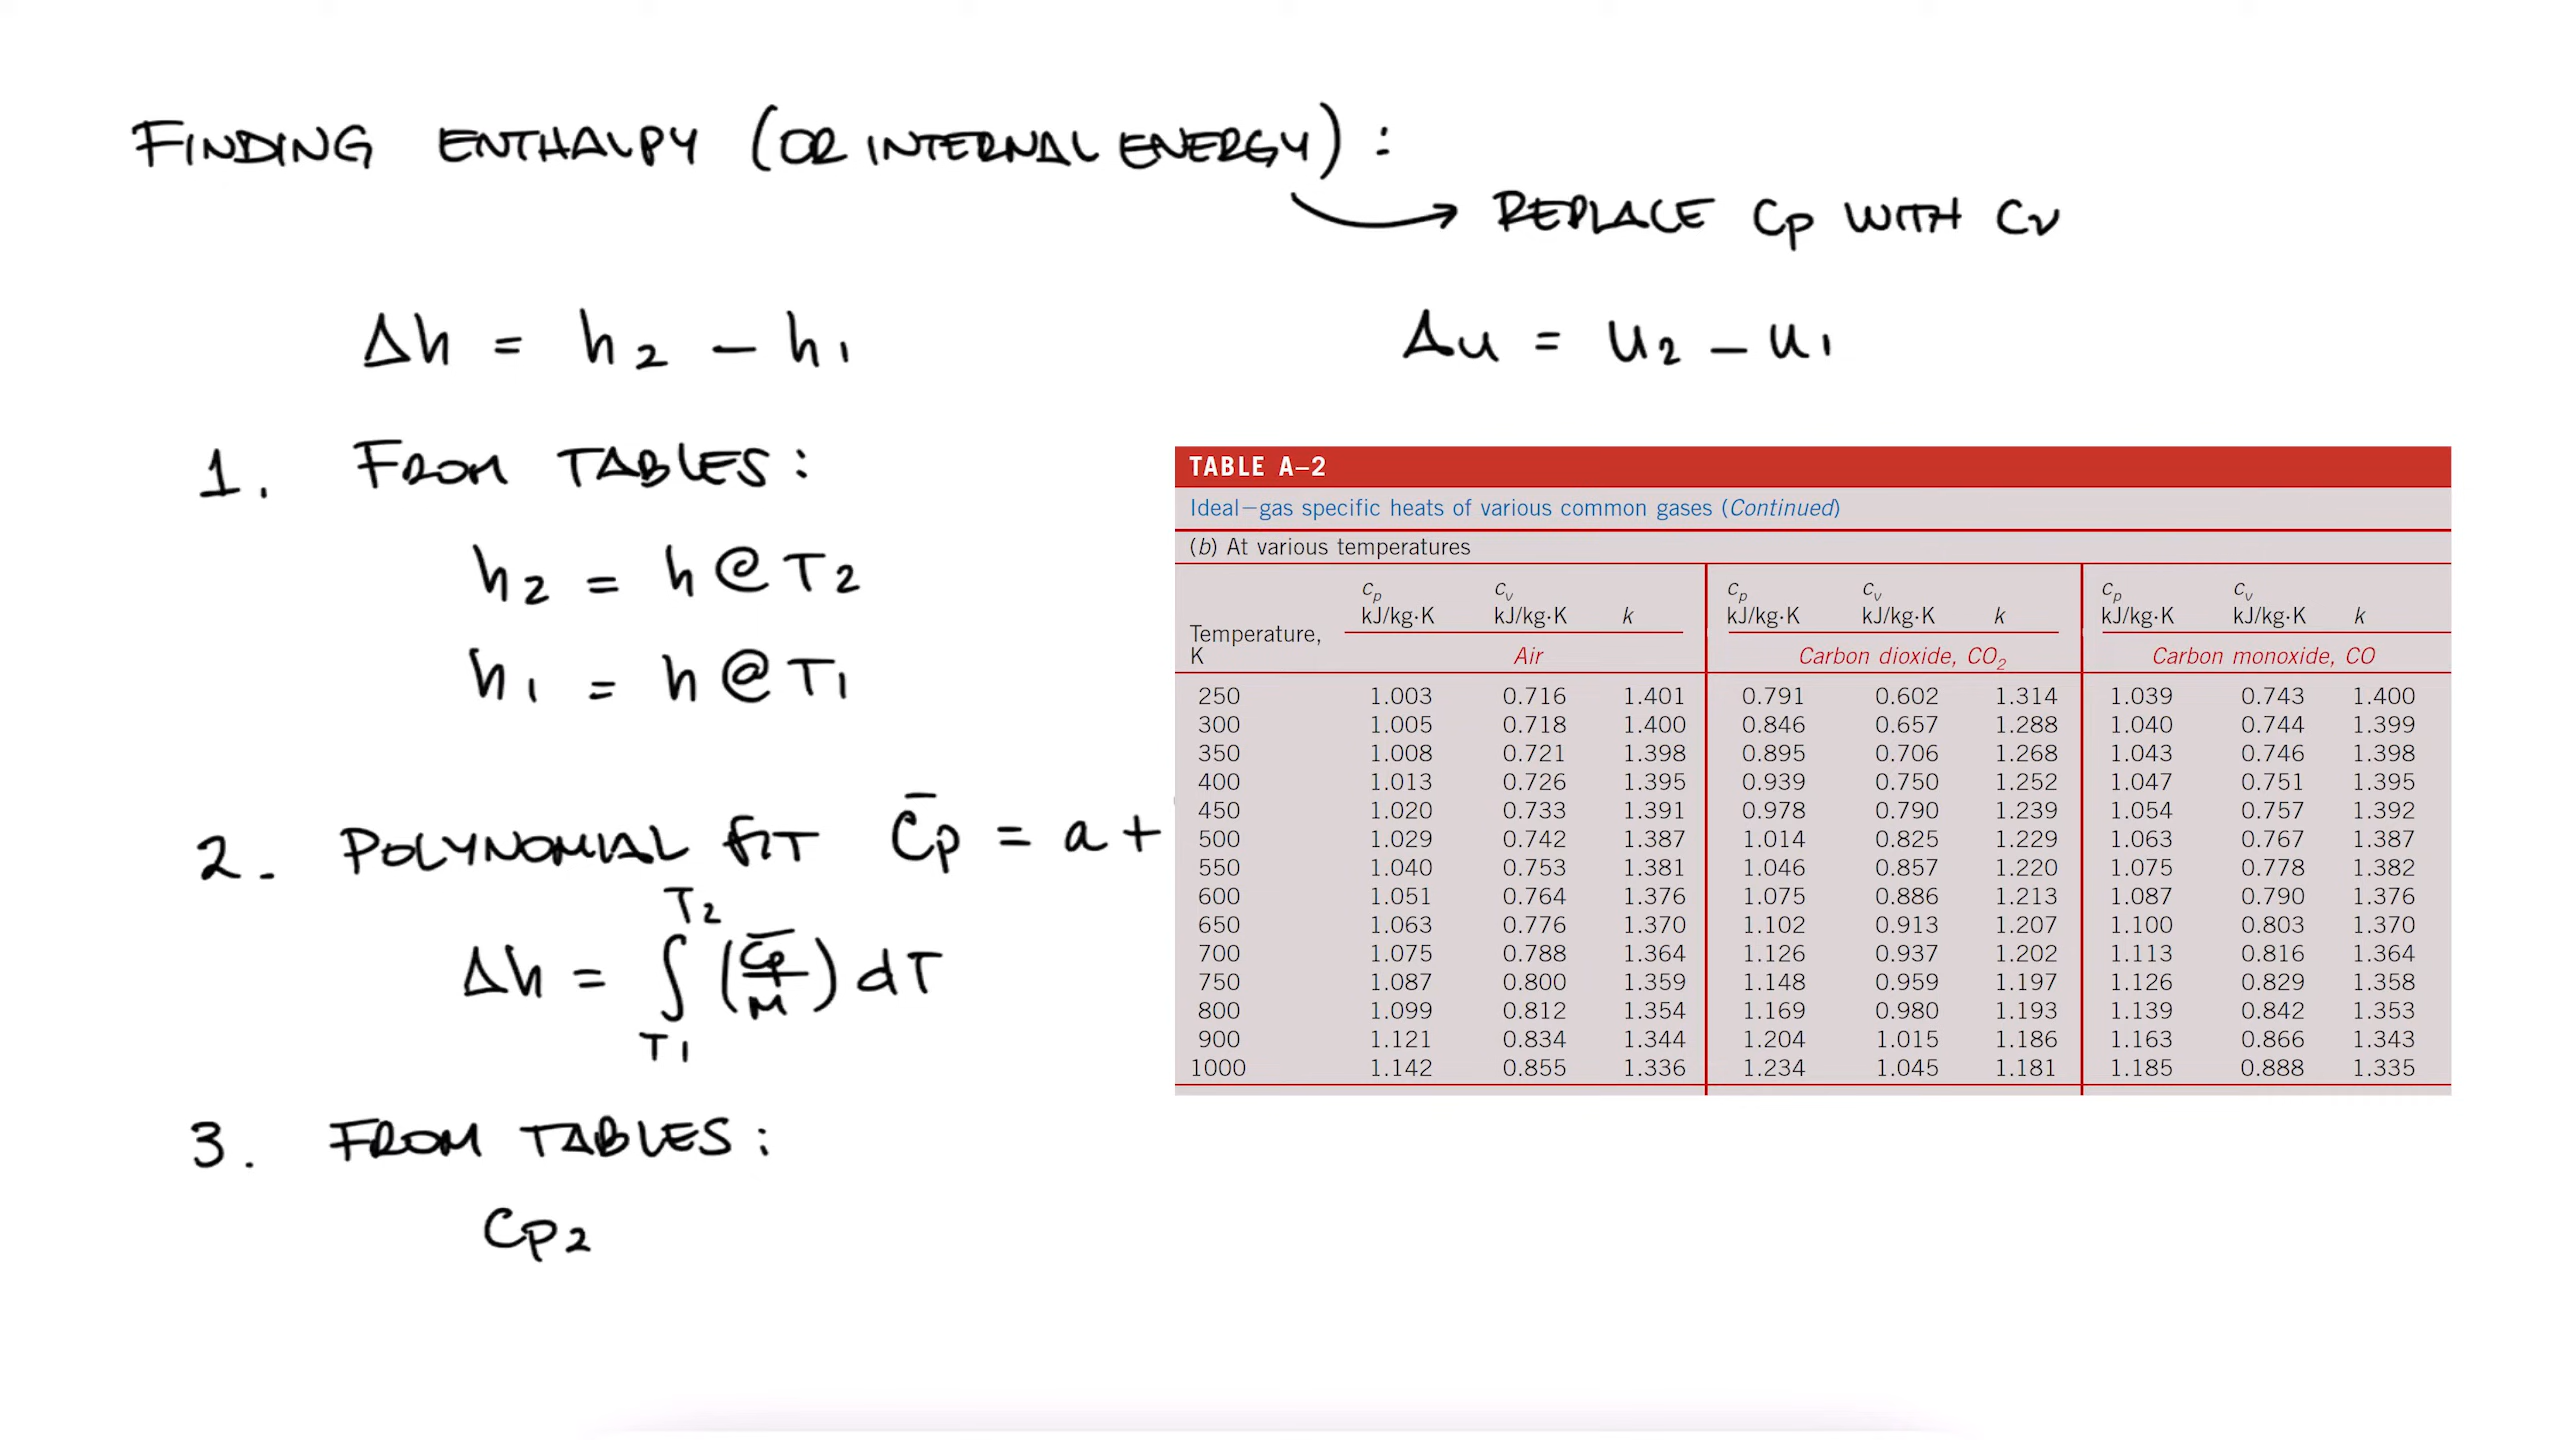 FINDING ENTHALPY (OR INTERNAL ENERGY):
REPLACE Cp WITH Cv
Δh = h2 − h1
Δu = u2 − u1
1. FROM TABLES:
h2 = h @ T2
h1 = h @ T1
2. POLYNOMIAL FIT C̄p = a +
Δh = ∫ T1 T2 (C̄p/M) dT
3. FROM TABLES:
Cp2
TABLE A–2
Ideal–gas specific heats of various common gases (Continued)
(b) At various temperatures
cp cv cp cv cp cv
kJ/kg·K kJ/kg·K k kJ/kg·K kJ/kg·K k kJ/kg·K kJ/kg·K k
Temperature,
K Air Carbon dioxide, CO2 Carbon monoxide, CO
250 1.003 0.716 1.401 0.791 0.602 1.314 1.039 0.743 1.400
300 1.005 0.718 1.400 0.846 0.657 1.288 1.040 0.744 1.399
350 1.008 0.721 1.398 0.895 0.706 1.268 1.043 0.746 1.398
400 1.013 0.726 1.395 0.939 0.750 1.252 1.047 0.751 1.395
450 1.020 0.733 1.391 0.978 0.790 1.239 1.054 0.757 1.392
500 1.029 0.742 1.387 1.014 0.825 1.229 1.063 0.767 1.387
550 1.040 0.753 1.381 1.046 0.857 1.220 1.075 0.778 1.382
600 1.051 0.764 1.376 1.075 0.886 1.213 1.087 0.790 1.376
650 1.063 0.776 1.370 1.102 0.913 1.207 1.100 0.803 1.370
700 1.075 0.788 1.364 1.126 0.937 1.202 1.113 0.816 1.364
750 1.087 0.800 1.359 1.148 0.959 1.197 1.126 0.829 1.358
800 1.099 0.812 1.354 1.169 0.980 1.193 1.139 0.842 1.353
900 1.121 0.834 1.344 1.204 1.015 1.186 1.163 0.866 1.343
1000 1.142 0.855 1.336 1.234 1.045 1.181 1.185 0.888 1.335